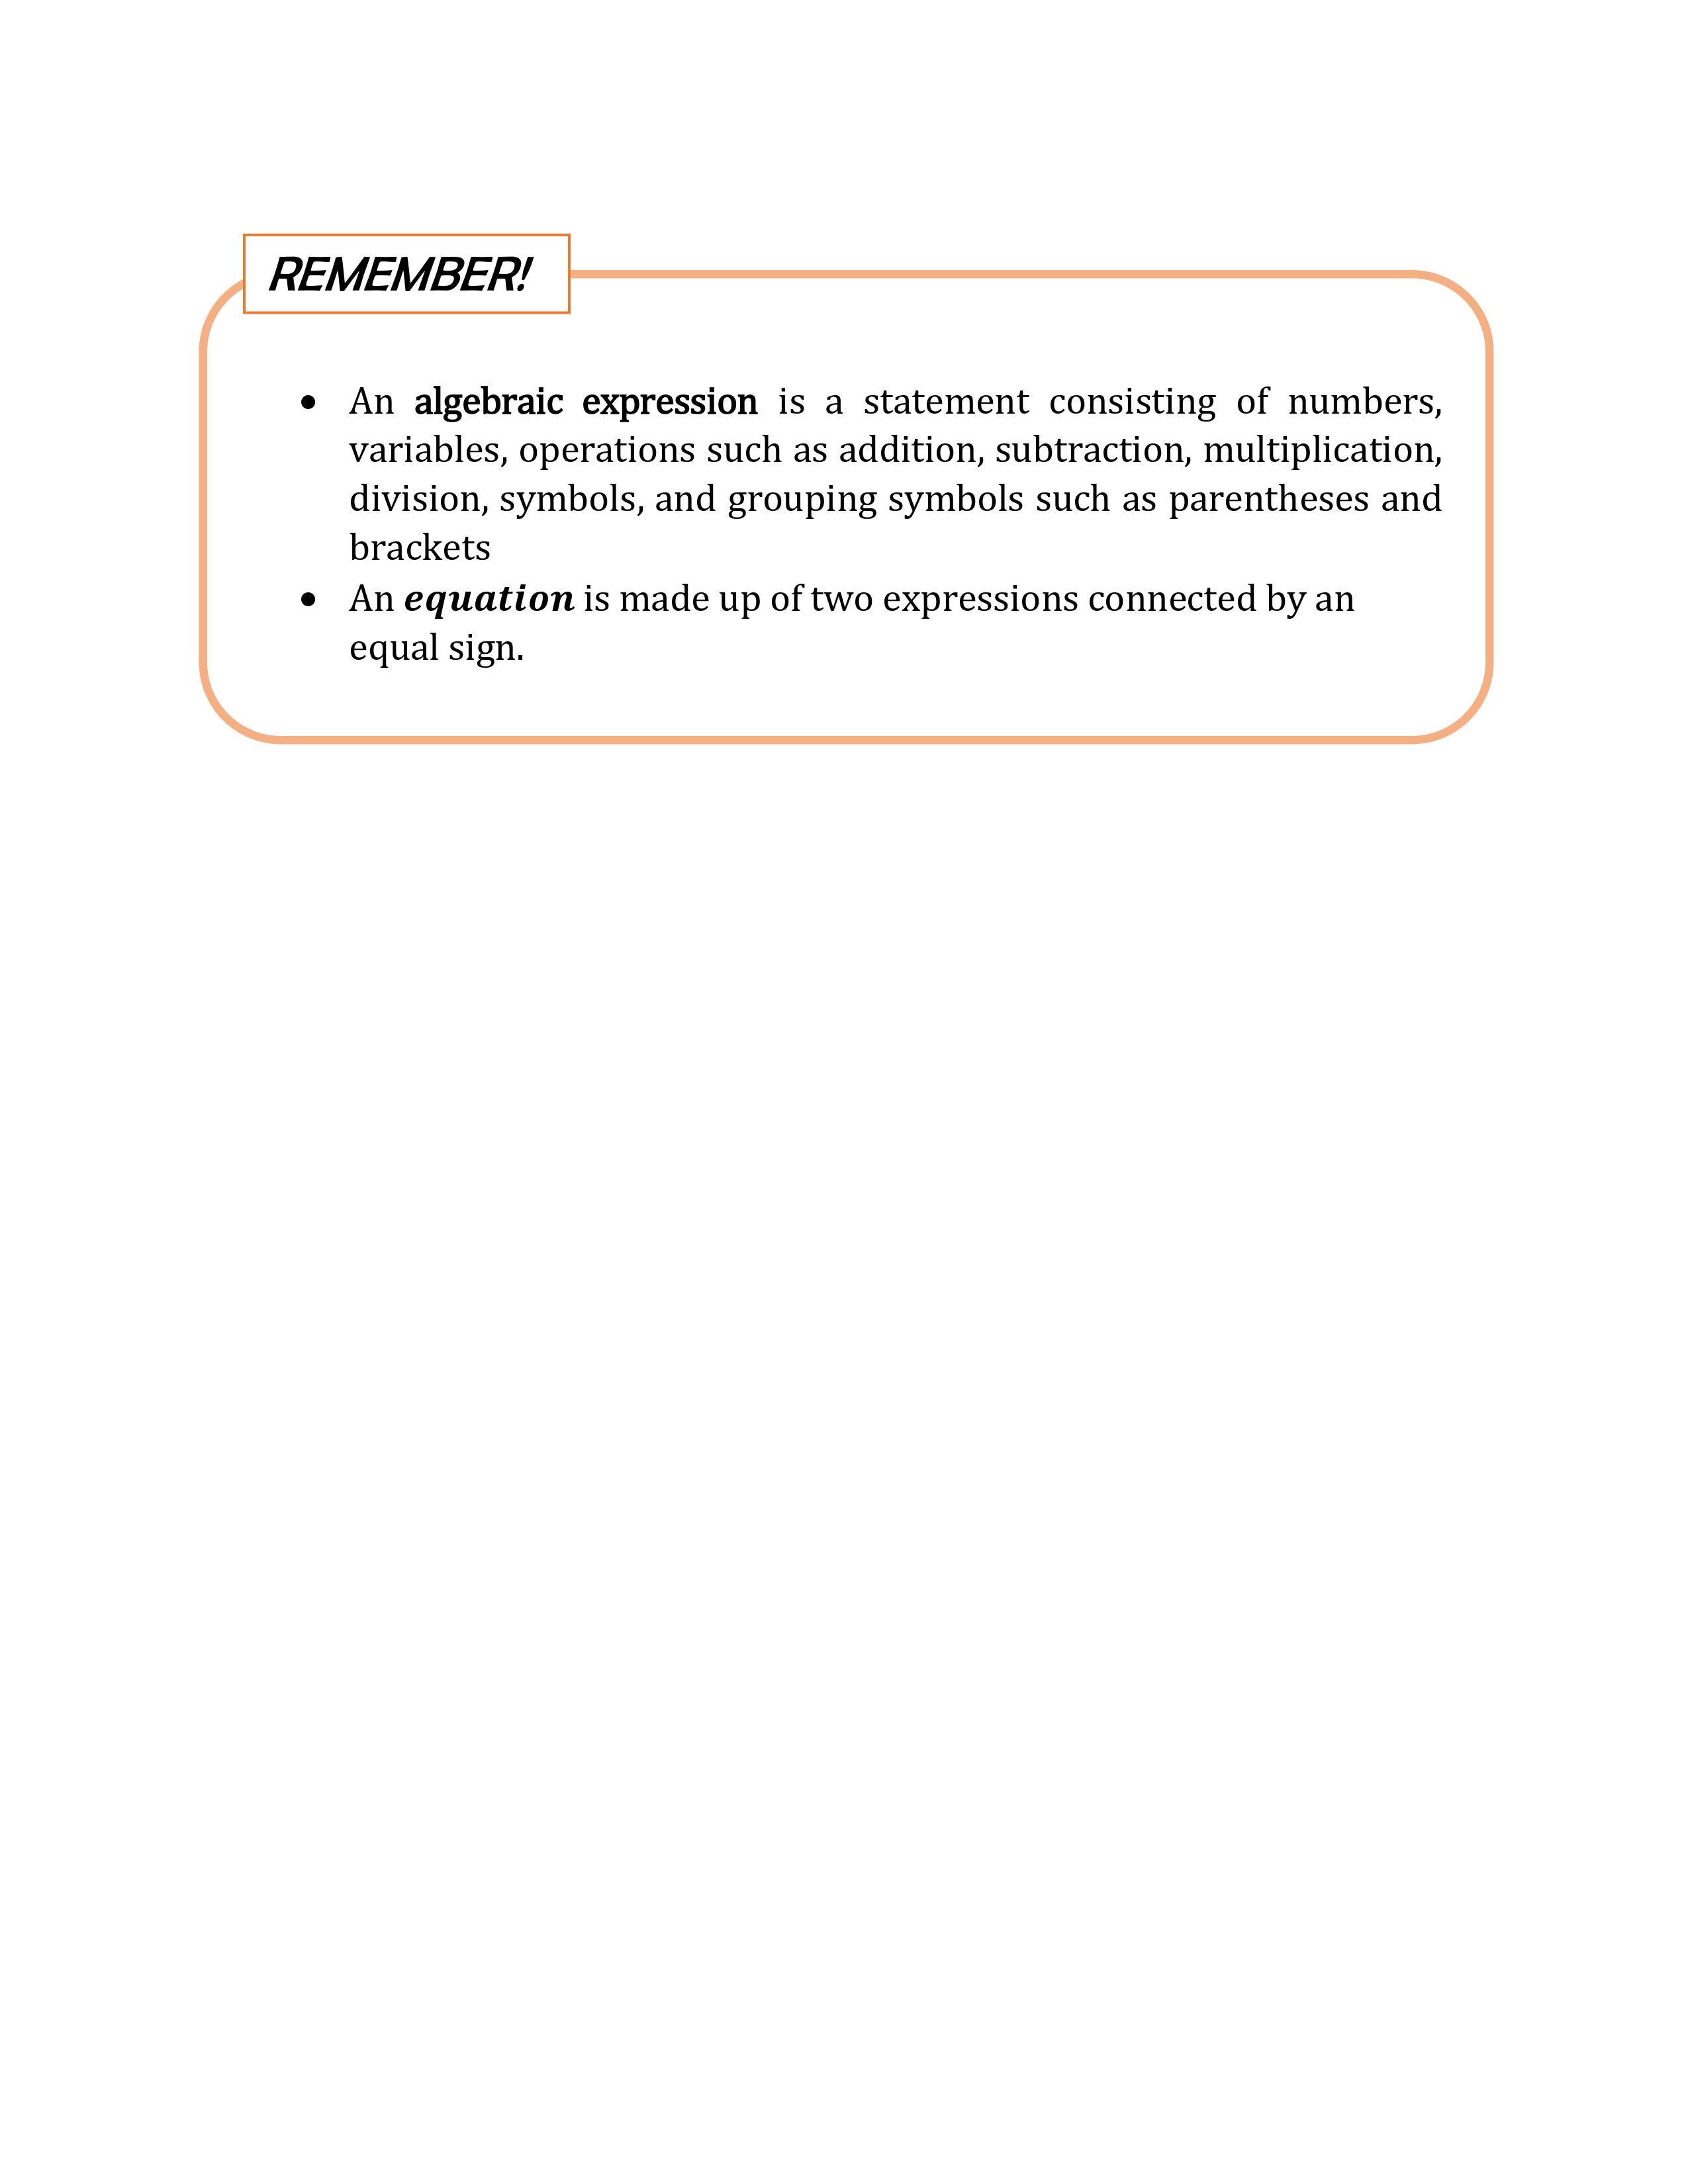 REMEMBER!
• An algebraic expression is a statement consisting of numbers,
variables, operations such as addition, subtraction, multiplication,
division, symbols, and grouping symbols such as parentheses and
brackets
• An equation is made up of two expressions connected by an
equal sign.